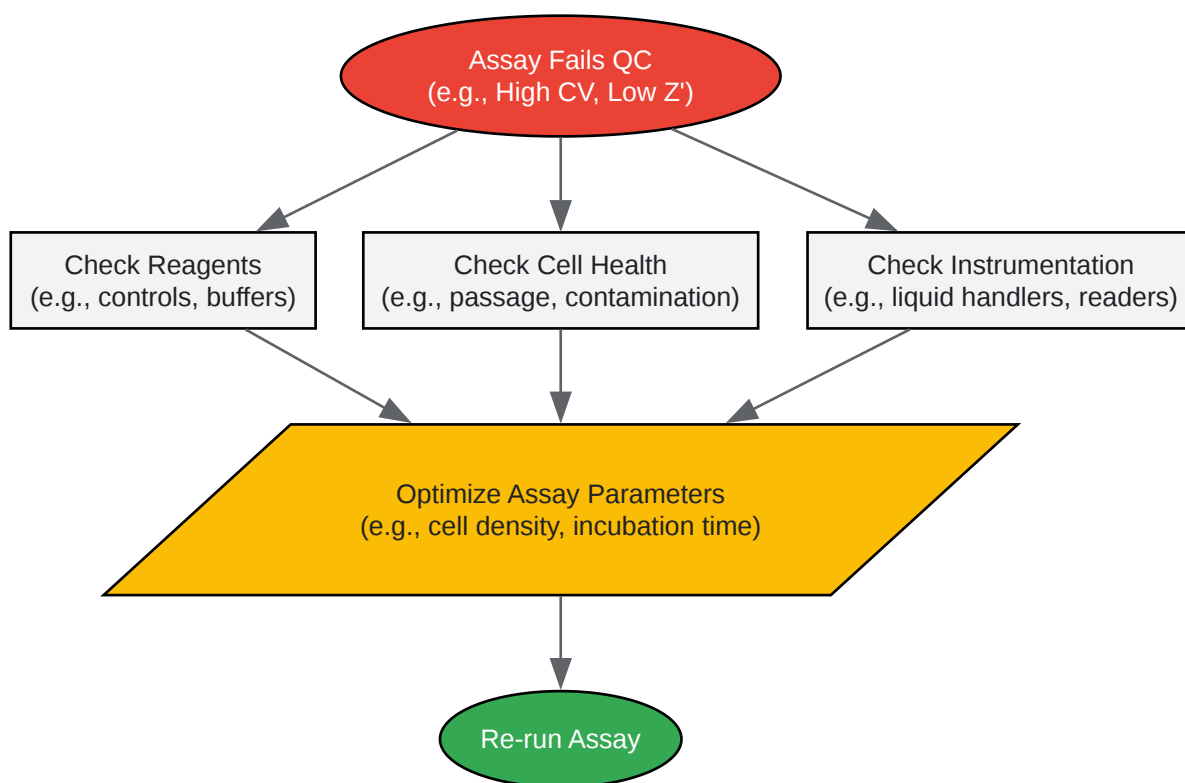 Assay Fails QC
(e.g., High CV, Low Z')
Check Reagents
(e.g., controls, buffers)
Check Cell Health
(e.g., passage, contamination)
Check Instrumentation
(e.g., liquid handlers, readers)
Optimize Assay Parameters
(e.g., cell density, incubation time)
Re-run Assay